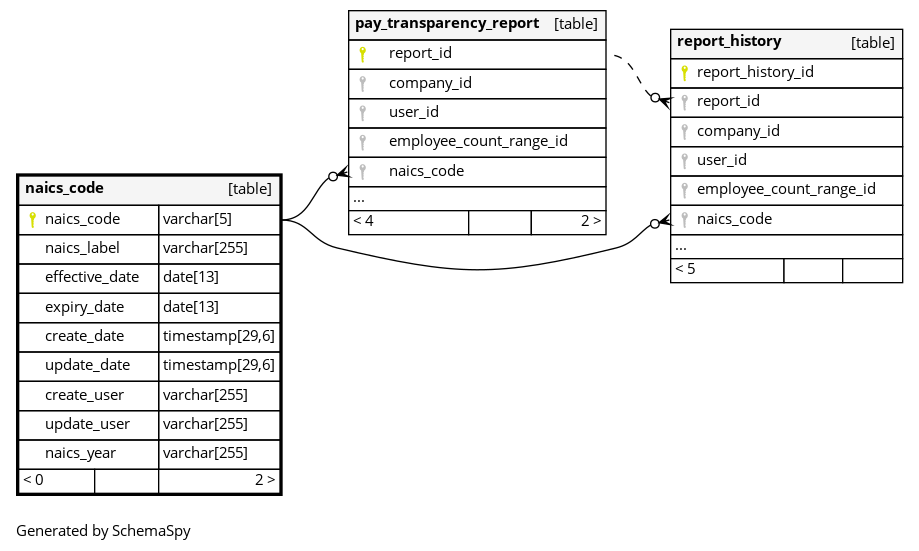 pay_transparency_report [table]
report_id
company_id
user_id
employee_count_range_id
naics_code
...
< 4 2 >
report_history [table]
report_history_id
report_id
company_id
user_id
employee_count_range_id
naics_code
...
< 5
naics_code [table]
naics_code varchar[5]
naics_label varchar[255]
effective_date date[13]
expiry_date date[13]
create_date timestamp[29,6]
update_date timestamp[29,6]
create_user varchar[255]
update_user varchar[255]
naics_year varchar[255]
< 0 2 >
Generated by SchemaSpy